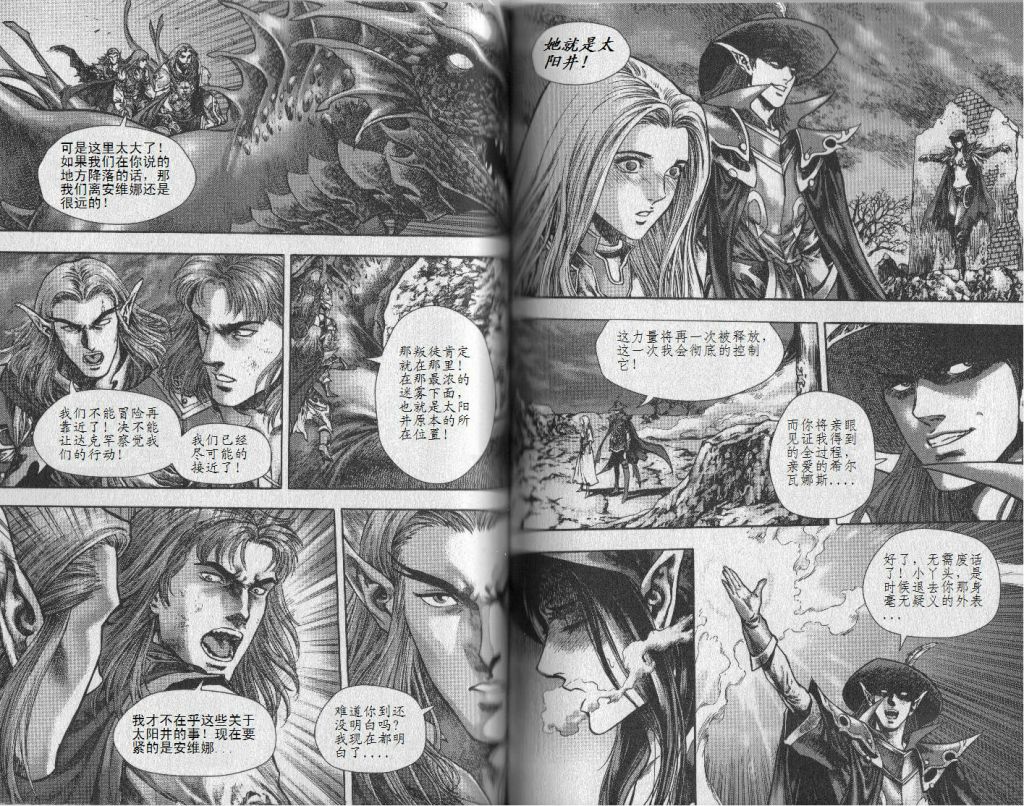 可是这里太大了！
如果我们在你说的
地方降落的话，那
我们离安维娜还是
很远的！
我们不能冒险再
靠近了！决不能
让达克军察觉我
们的行动！
我们已经
尽可能的
接近了！
那叛徒肯定
就在那里！
在那最浓的
迷雾下面，
也就是太阳
井原本的所
在位置！
我才不在乎这些关于
太阳井的事！现在要
紧的是安维娜...
难道你到还
没明白吗？
我现在都明
白了....
她就是太
阳井！
这力量将再一次被释放，
这一次我会彻底的控制
它！
而你将亲眼
见证我得到
的全过程，
亲爱的希尔
瓦娜斯....
好了，无需废话
了！小丫头，是
时候退去你那身
毫无疑义的外表
...